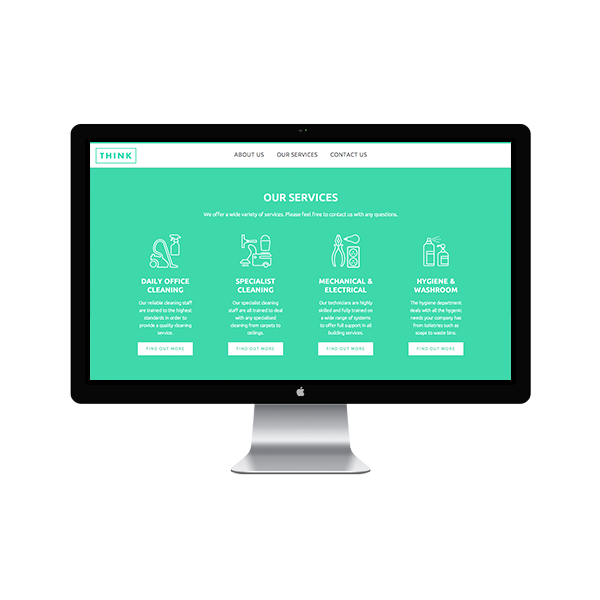 THINK
ABOUT US OUR SERVICES CONTACT US
OUR SERVICES
We offer a wide variety of services. Please feel free to contact us with any questions.
DAILY OFFICE
CLEANING
Our reliable cleaning staff
are trained to the highest
standards in order to
provide a quality cleaning
service.
FIND OUT MORE
SPECIALIST
CLEANING
Our specialist cleaning
staff are all trained to deal
with any specialised
cleaning from carpets to
ceilings.
FIND OUT MORE
MECHANICAL &
ELECTRICAL
Our technicians are highly
skilled and fully trained on
a wide range of systems
to offer full support in all
building services.
FIND OUT MORE
HYGIENE &
WASHROOM
The hygiene department
deals with all the hygienic
needs your company has
from toiletries such as
soaps to waste bins.
FIND OUT MORE